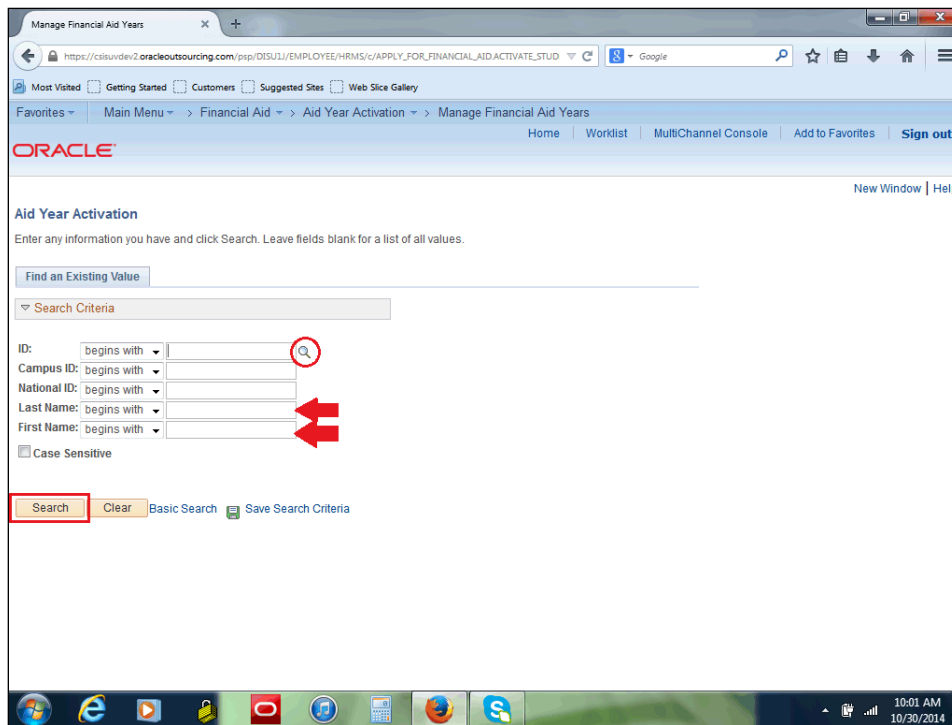 Manage Financial Aid Years
https://csisuvdev2.oracleoutsourcing.com/psp/DISU1J/EMPLOYEE/HRMS/c/APPLY_FOR_FINANCIAL_AID.ACTIVATE_STUD
8 Google
Most Visited Getting Started Customers Suggested Sites Web Slice Gallery
Favorites Main Menu > Financial Aid > Aid Year Activation > Manage Financial Aid Years
Home Worklist MultiChannel Console Add to Favorites Sign out
ORACLE
New Window | Hel
Aid Year Activation
Enter any information you have and click Search. Leave fields blank for a list of all values.
Find an Existing Value
Search Criteria
ID: begins with
Campus ID: begins with
National ID: begins with
Last Name: begins with
First Name: begins with
Case Sensitive
Search Clear Basic Search Save Search Criteria
10:01 AM
10/30/2014